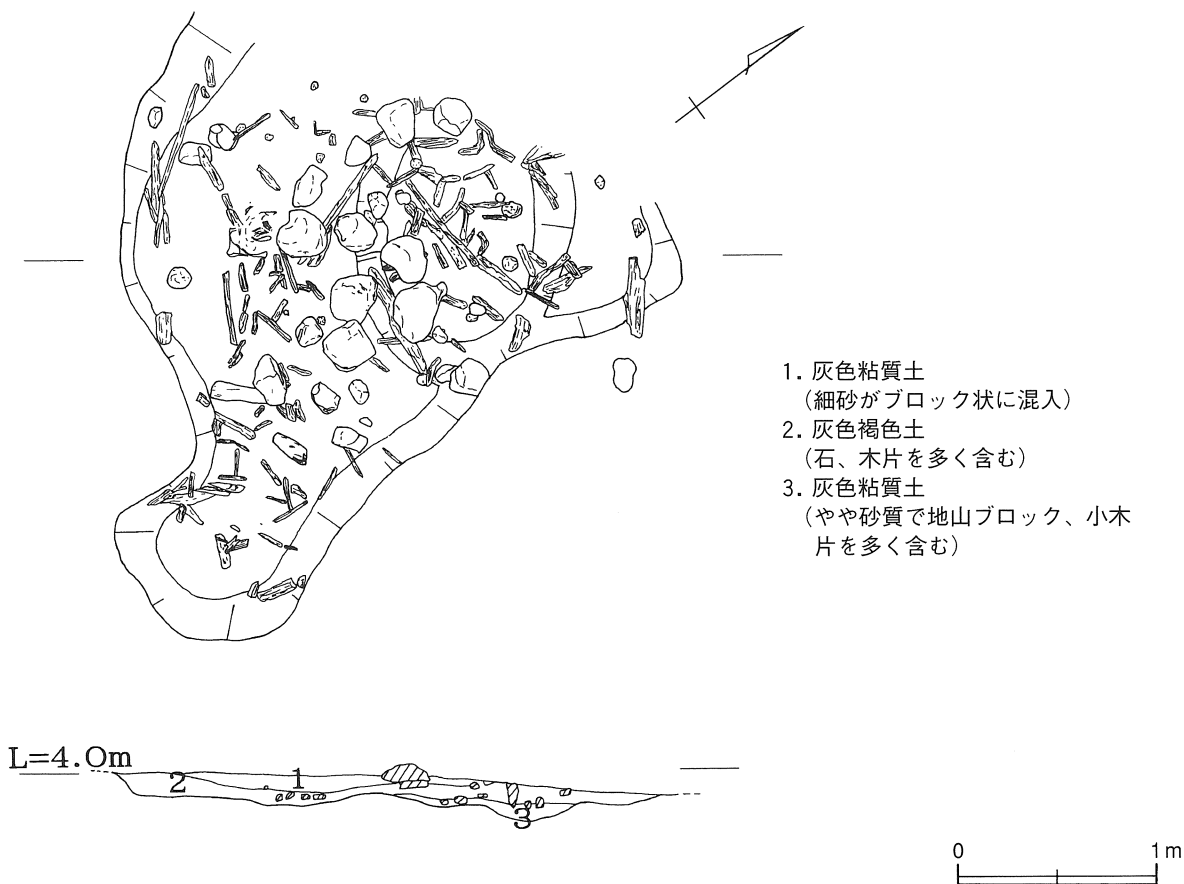 1. 灰色粘質土
（細砂がブロック状に混入）
2. 灰色褐色土
（石、木片を多く含む）
3. 灰色粘質土
（やや砂質で地山ブロック、小木
片を多く含む）
L=4.0m
2 1
3
0 1m